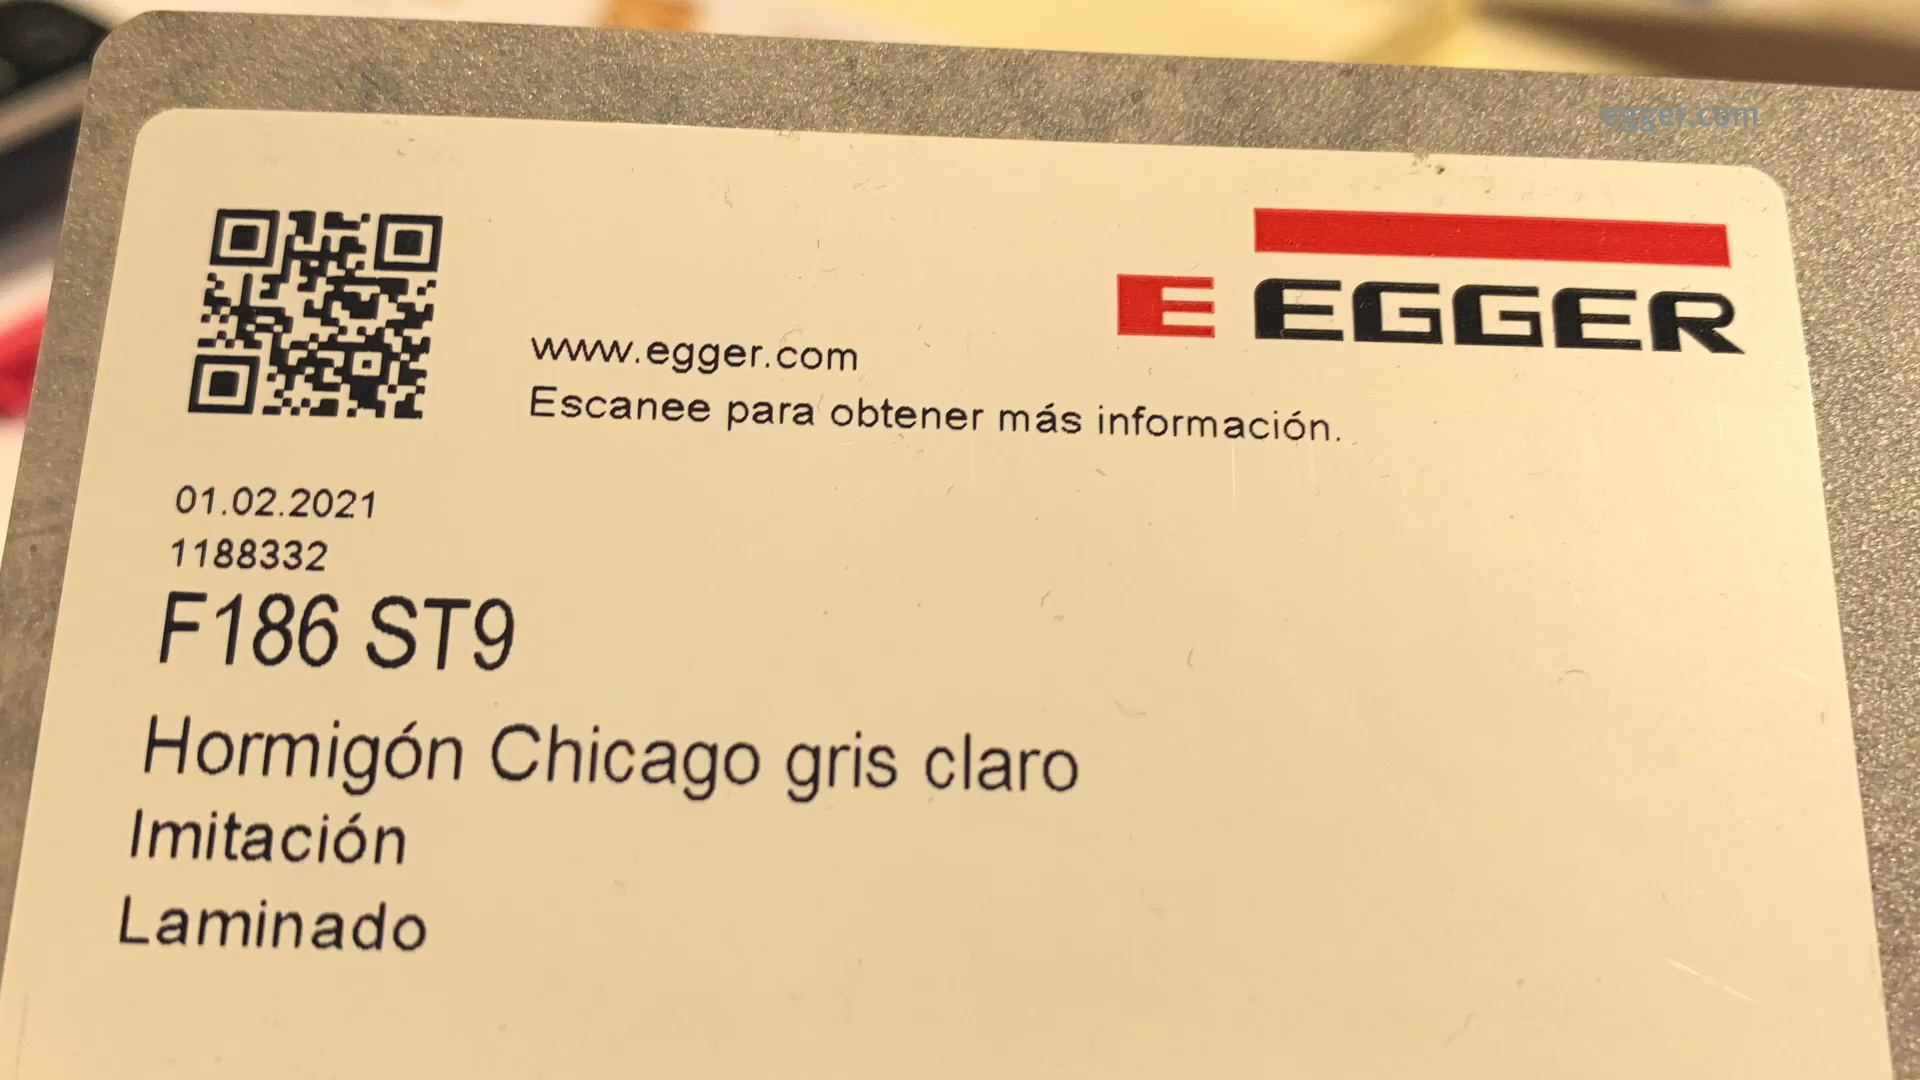 egger.com
E EGGER
www.egger.com
Escanee para obtener más información.
01.02.2021
1188332
F186 ST9
Hormigón Chicago gris claro
Imitación
Laminado